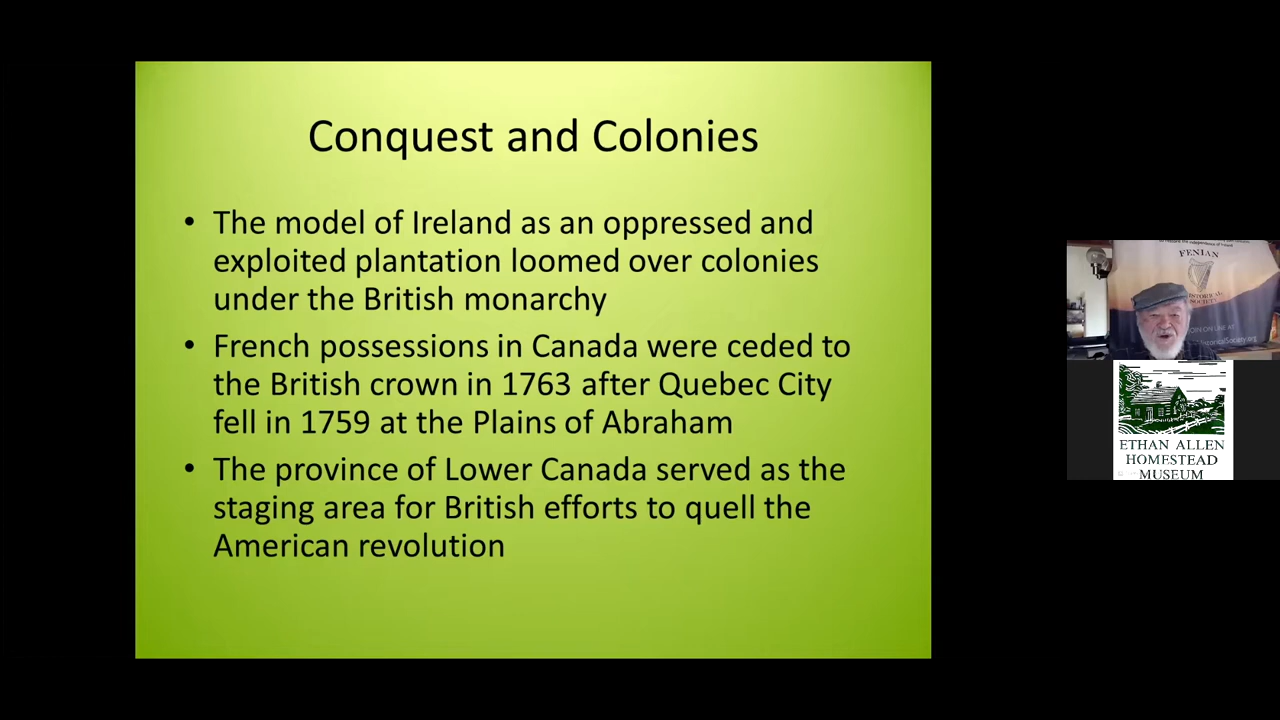 Conquest and Colonies
• The model of Ireland as an oppressed and
exploited plantation loomed over colonies
under the British monarchy
• French possessions in Canada were ceded to
the British crown in 1763 after Quebec City
fell in 1759 at the Plains of Abraham
• The province of Lower Canada served as the
staging area for British efforts to quell the
American revolution
FENIAN
SOCIETY
ETHAN ALLEN
HOMESTEAD
MUSEUM